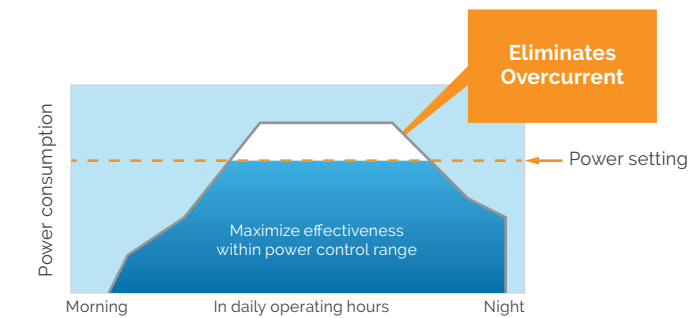 Eliminates
Overcurrent
Power consumption
Power setting
Maximize effectiveness
within power control range
Morning
In daily operating hours
Night